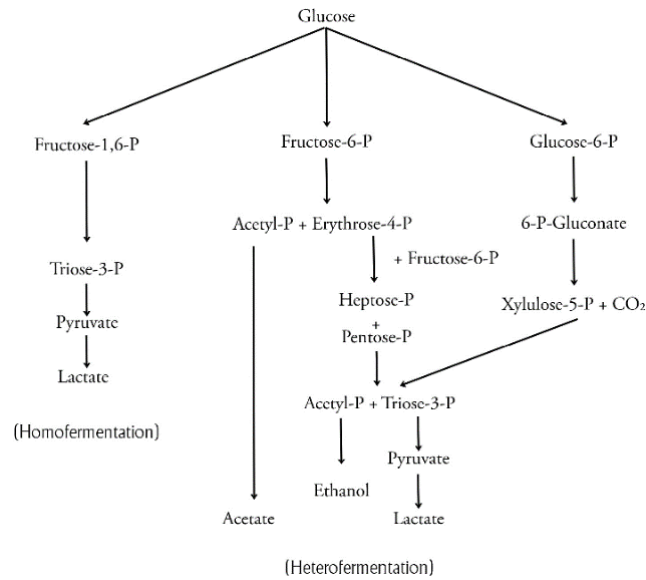 Glucose
Fructose-1,6-P
Fructose-6-P
Glucose-6-P
Acetyl-P + Erythrose-4-P
6-P-Gluconate
+ Fructose-6-P
Triose-3-P
Heptose-P
Xylulose-5-P + CO₂
Pyruvate
+
Pentose-P
Lactate
Acetyl-P + Triose-3-P
(Homofermentation)
Pyruvate
Ethanol
Acetate
Lactate
(Heterofermentation)